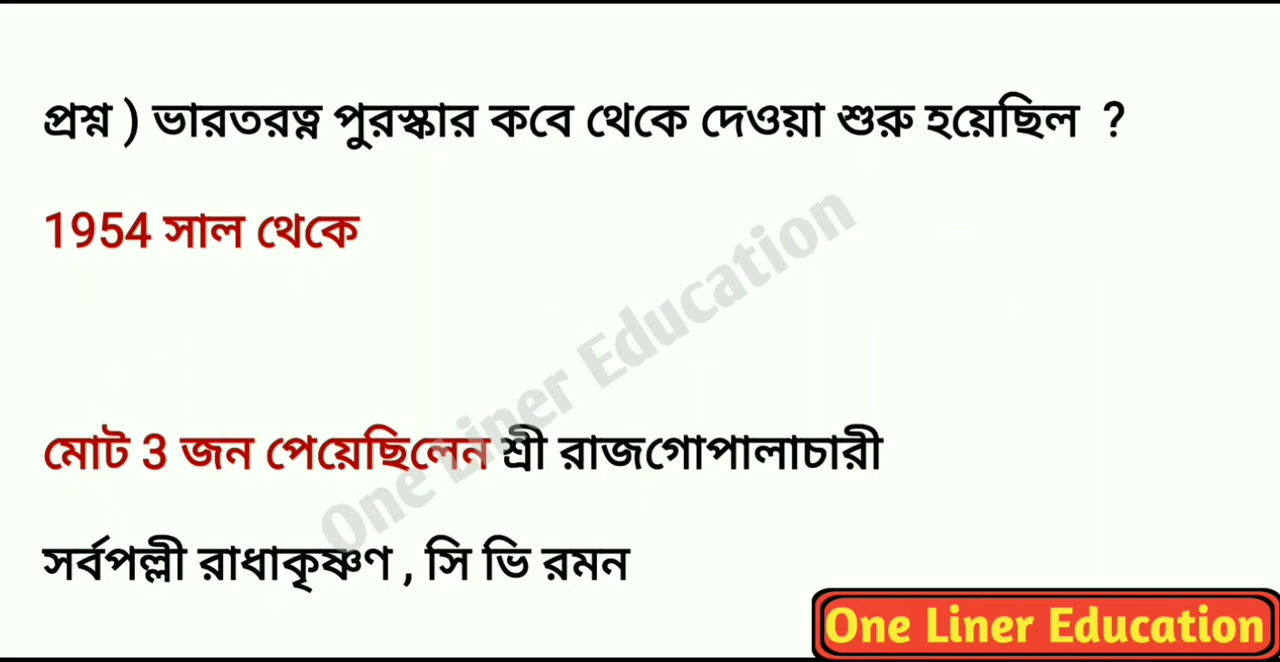 প্রশ্ন ) ভারতরত্ন পুরস্কার কবে থেকে দেওয়া শুরু হয়েছিল ?
1954 সাল থেকে
One Liner Education
মোট 3 জন পেয়েছিলেন শ্রী রাজগোপালাচারী
সর্বপল্লী রাধাকৃষ্ণণ , সি ভি রমন
One Liner Education